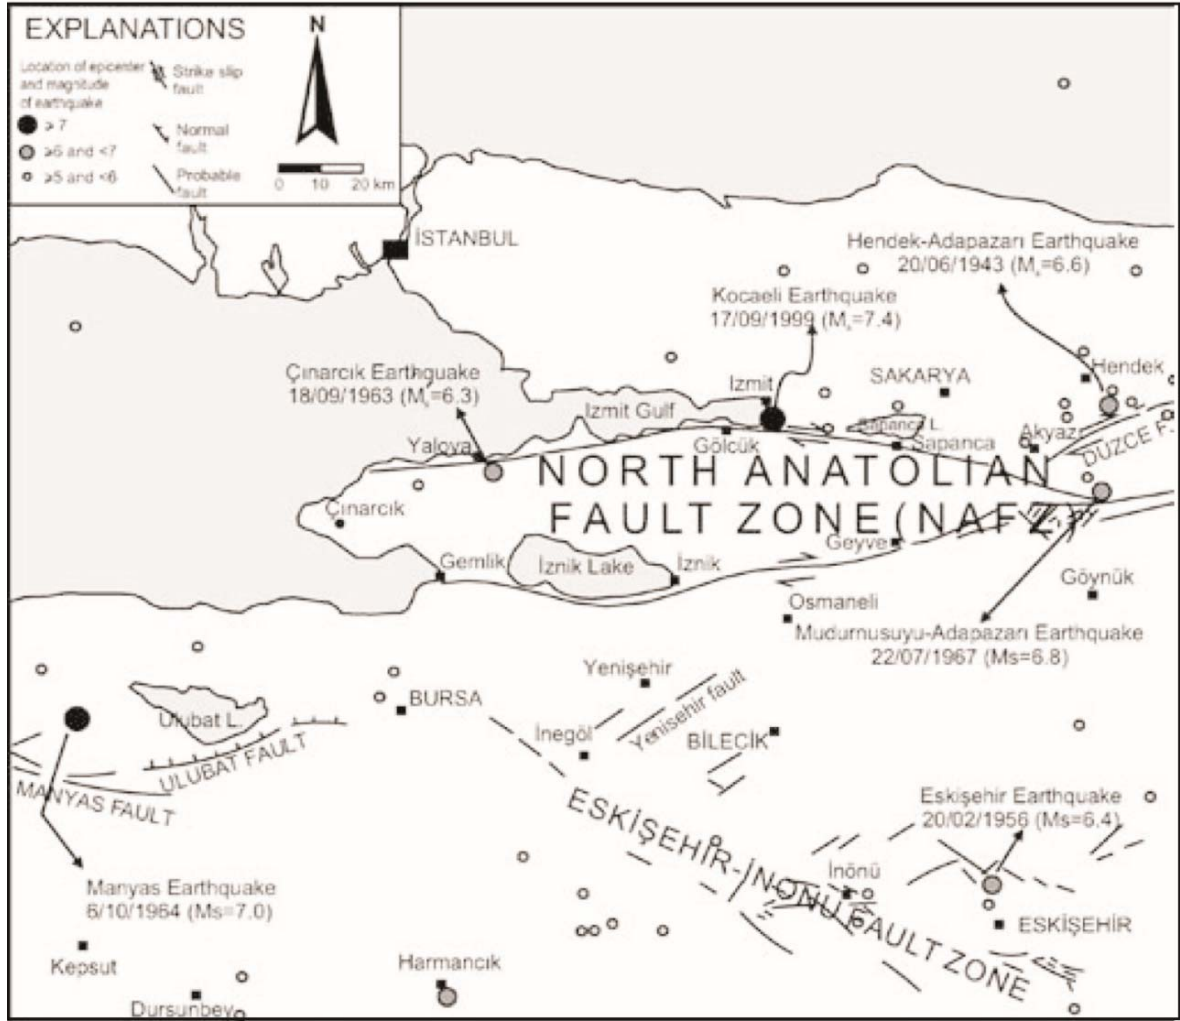 EXPLANATIONS
Location of epicenter
and magnitude
of earthquake
⩾7
⩾6 and <7
⩾5 and <6
Strike slip
fault
Normal
fault
Probable
fault
N
0 10 20 km
İSTANBUL
Hendek-Adapazarı Earthquake
20/06/1943 (Ms=6.6)
Kocaeli Earthquake
17/09/1999 (Ms=7.4)
Çınarcık Earthquake
18/09/1963 (Ms=6.3)
Hendek
SAKARYA
Izmit
Izmit Gulf
Sapanca L.
Yalova
Gölcük
Sapanca
Akyazı
DUZCE F.
NORTH ANATOLIAN
FAULT ZONE(NAFZ)
Çınarcık
Geyve
Gemlik
İznik Lake
İznik
Göynük
Osmaneli
Mudurnusuyu-Adapazarı Earthquake
22/07/1967 (Ms=6.8)
Yenişehir
Yenisehir fault
BURSA
Ulubat L.
İnegöl
BİLECİK
ULUBAT FAULT
MANYAS FAULT
ESKİŞEHİR-İNONU FAULT ZONE
Eskişehir Earthquake
20/02/1956 (Ms=6,4)
İnönü
Manyas Earthquake
6/10/1964 (Ms=7.0)
ESKİŞEHİR
Kepsut
Harmancık
Dursunbey